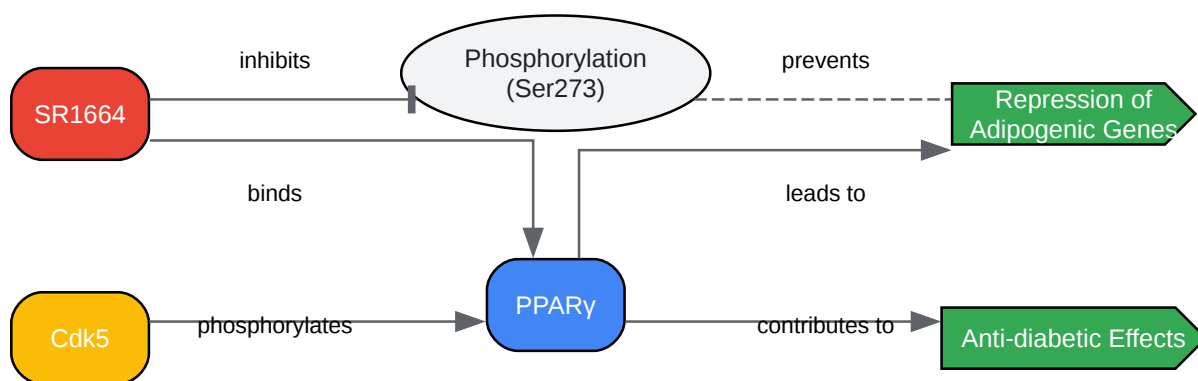 inhibits
Phosphorylation
(Ser273)
prevents
SR1664
Repression of
Adipogenic Genes
binds
leads to
PPARγ
Cdk5
phosphorylates
contributes to
Anti-diabetic Effects